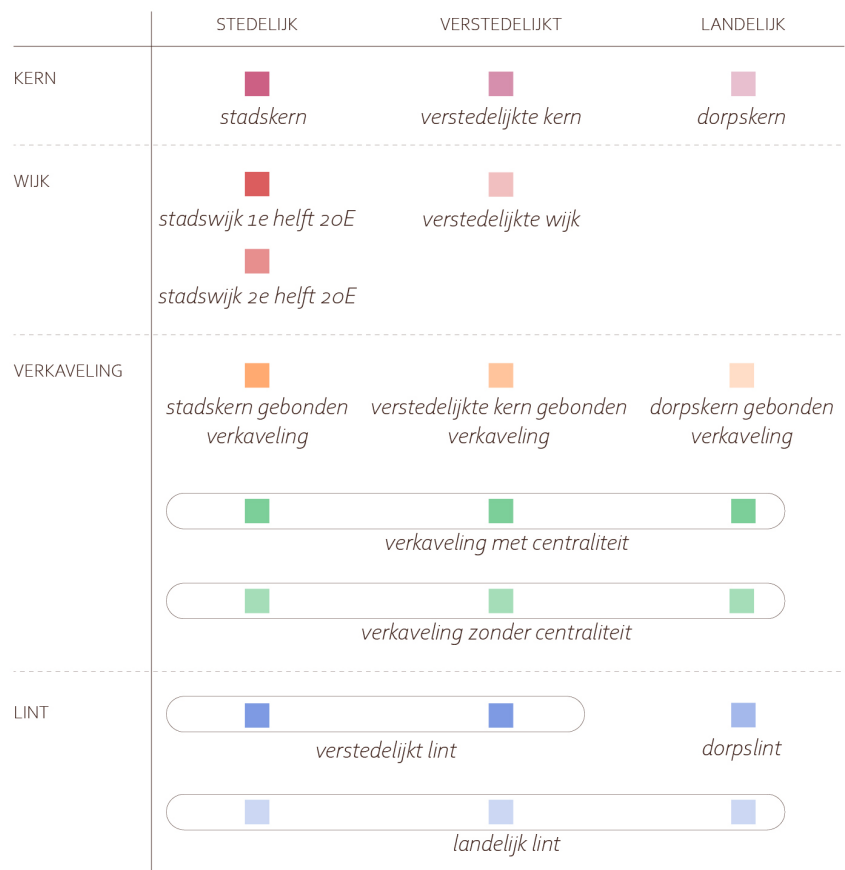 STEDELIJK VERSTEDELIJKT LANDELIJK
KERN
stadskern verstedelijkte kern dorpskern
WIJK
stadswijk 1e helft 20E verstedelijkte wijk
stadswijk 2e helft 20E
VERKAVELING
stadskern gebonden verkaveling
verstedelijkte kern gebonden verkaveling
dorpskern gebonden verkaveling
verkaveling met centraliteit
verkaveling zonder centraliteit
LINT
verstedelijkt lint dorpslint
landelijk lint